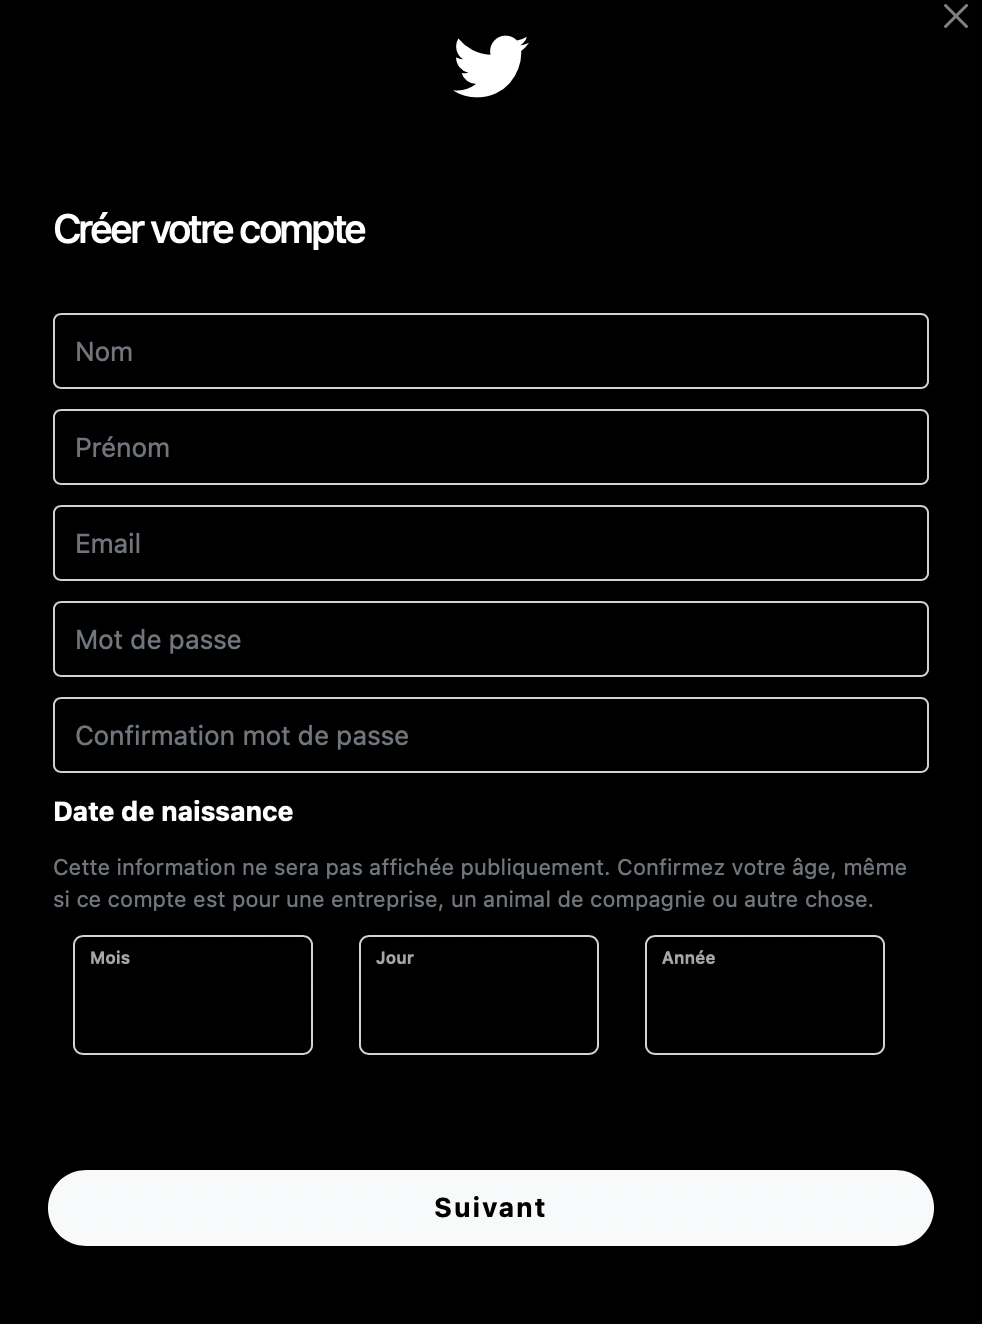 Créer votre compte
Nom
Prénom
Email
Mot de passe
Confirmation mot de passe
Date de naissance
Cette information ne sera pas affichée publiquement. Confirmez votre âge, même
si ce compte est pour une entreprise, un animal de compagnie ou autre chose.
Mois
Jour
Année
Suivant